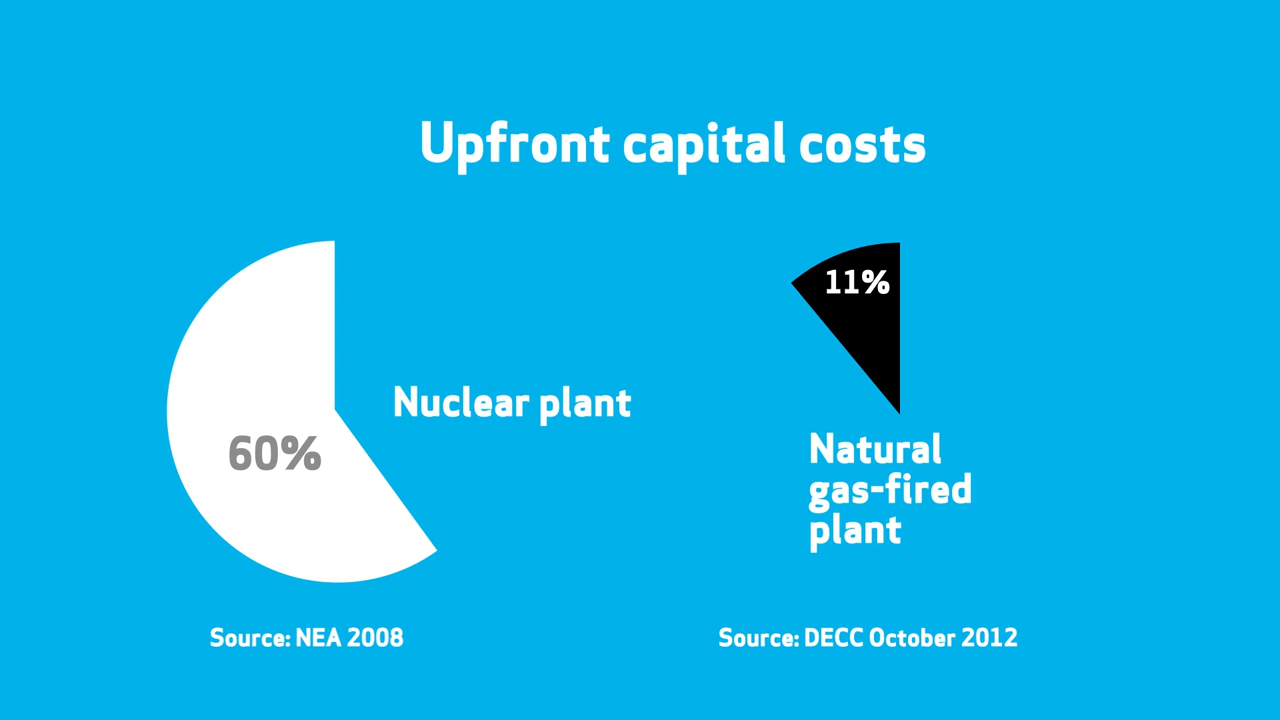 Upfront capital costs
11%
Nuclear plant
60%
Natural
gas-fired
plant
Source: NEA 2008
Source: DECC October 2012